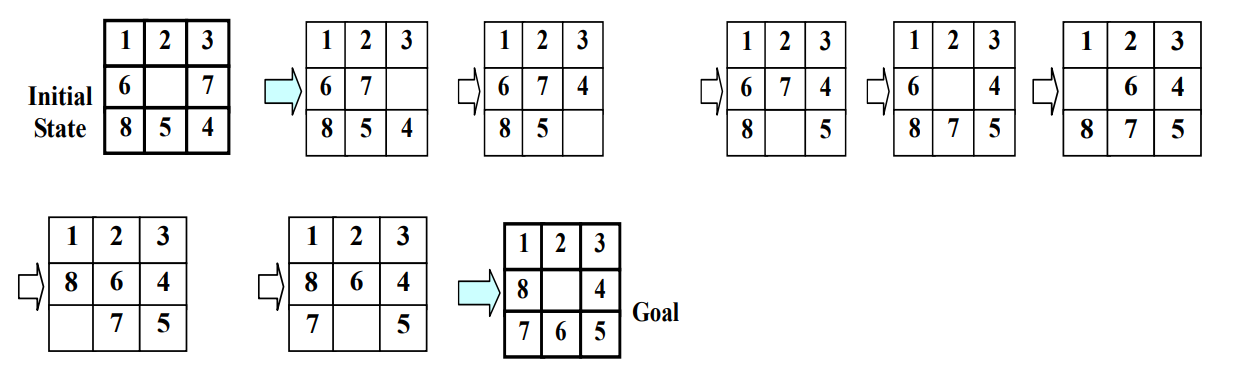 1 2 3 1 2 3 1 2 3 1 2 3 1 2 3 1 2 3
Initial 6 7 6 7 6 7 4 6 7 4 6 4 6 4
State 8 5 4 8 5 4 8 5 8 5 8 7 5 8 7 5
1 2 3 1 2 3 1 2 3
8 6 4 8 6 4 8 4 Goal
7 5 7 5 7 6 5